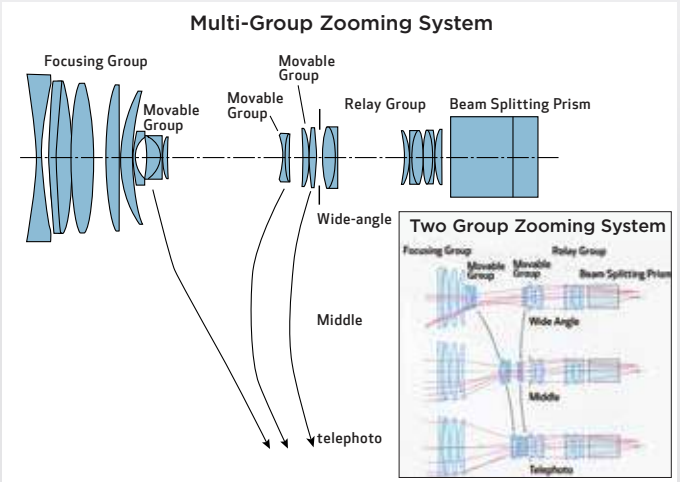 Multi-Group Zooming System
Focusing Group
Movable
Group
Movable
Group
Movable
Group
Relay Group
Beam Splitting Prism
Wide-angle
Middle
telephoto
Two Group Zooming System
Focusing Group
Movable
Group
Movable
Group
Relay Group
Beam Splitting Prism
Wide Angle
Middle
Telephoto